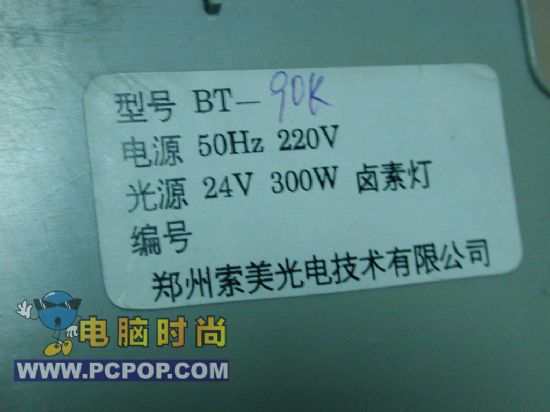 型号 BT-90K
电源 50Hz 220V
光源 24V 300W 卤素灯
编号
郑州索美光电技术有限公司
电脑时尚
WWW.PCPOP.COM